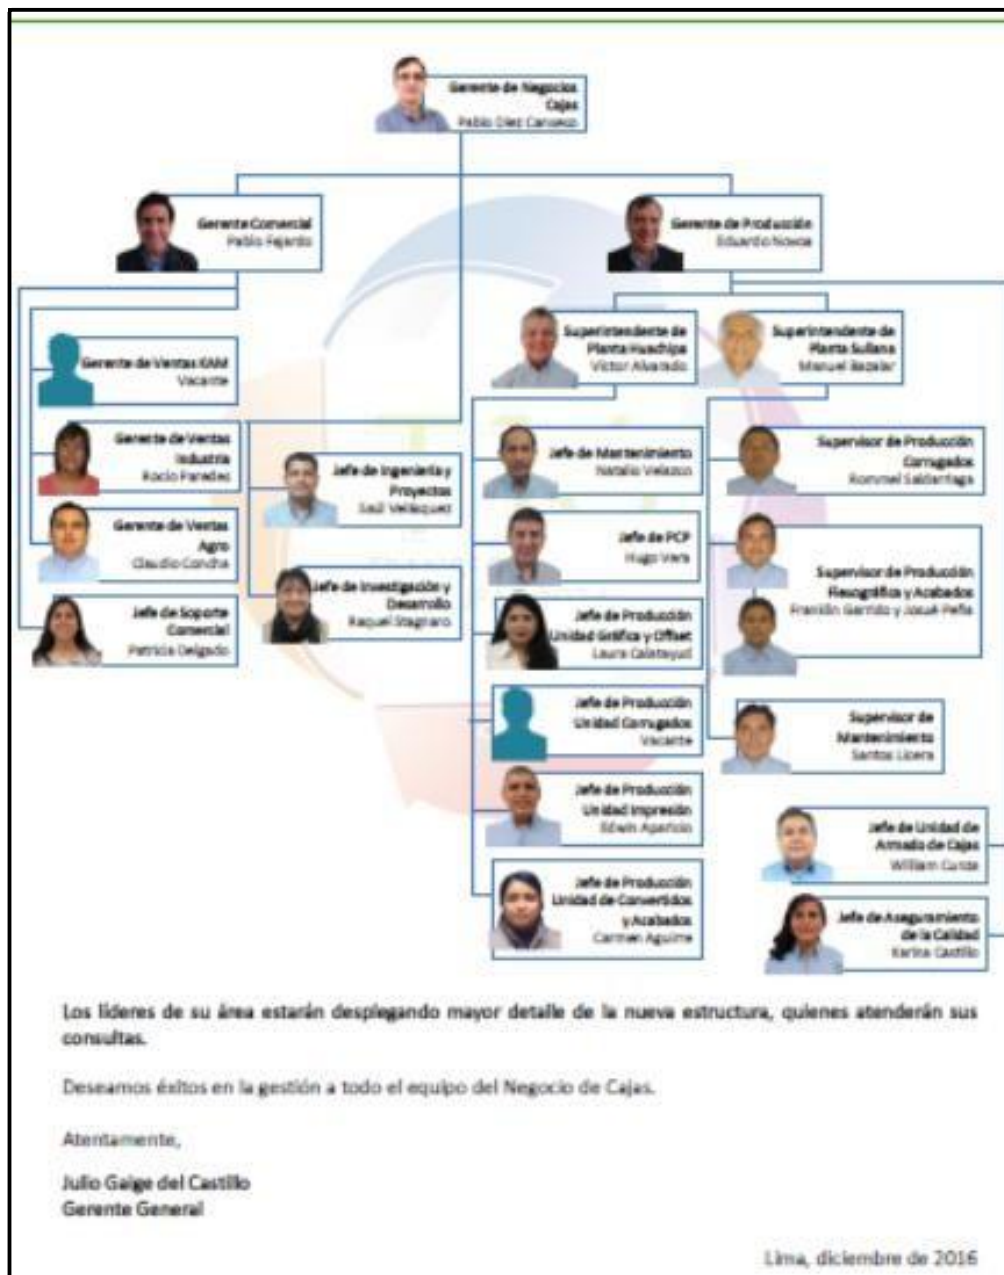 Gerente de Negocios
Cajas
Pablo Diez Canseco
Gerente Comercial
Pablo Fajardo
Gerente de Producción
Eduardo Novoa
Gerente de Ventas KAM
Vacante
Gerente de Ventas
Industria
Rocío Paredes
Gerente de Ventas
Agro
Claudio Concha
Jefe de Soporte
Comercial
Patricia Delgado
Jefe de Ingeniería y
Proyectos
Saúl Velásquez
Jefe de Investigación y
Desarrollo
Raquel Stagnaro
Superintendente de
Planta Huachipa
Víctor Alvarado
Jefe de Mantenimiento
Natalio Velazco
Jefe de PCP
Hugo Vera
Jefe de Producción
Unidad Gráfica y Offset
Laura Calatayud
Jefe de Producción
Unidad Corrugados
Vacante
Jefe de Producción
Unidad Impresión
Edwin Aparicio
Jefe de Producción
Unidad de Convertidos
y Acabados
Carmen Aguirre
Superintendente de
Planta Sullana
Manuel Bazalar
Supervisor de Producción
Corrugados
Rommel Saldarriaga
Supervisor de Producción
Flexográfica y Acabados
Franklin Garrido y Josué Peña
Supervisor de
Mantenimiento
Santos Licera
Jefe de Unidad de
Armado de Cajas
William
Jefe de Aseguramiento
de la Calidad
Karina Castillo
Los líderes de su área estarán desplegando mayor detalle de la nueva estructura, quienes atenderán sus
consultas.
Deseamos éxitos en la gestión a todo el equipo del Negocio de Cajas.
Atentamente,
Julio Gaige del Castillo
Gerente General
Lima, diciembre de 2016